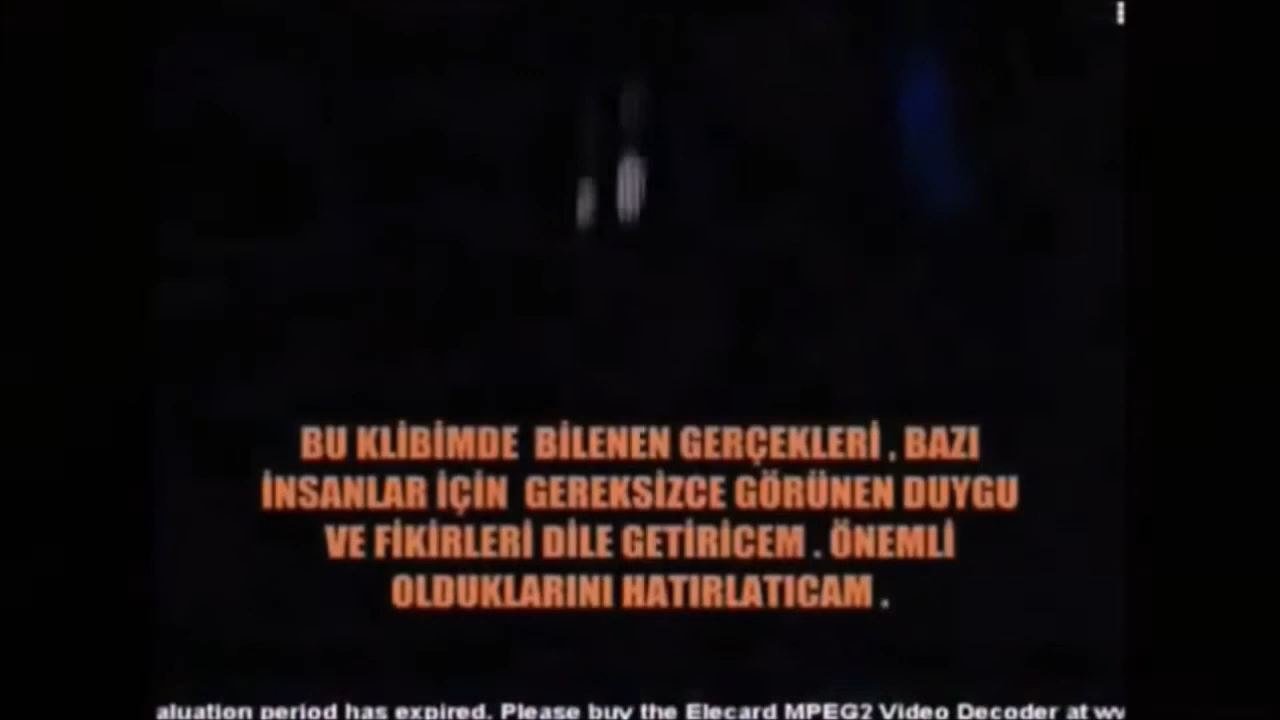 BU KLİBİMDE BİLENEN GERÇEKLERİ , BAZI
İNSANLAR İÇİN GEREKSİZCE GÖRÜNEN DUYGU
VE FİKİRLERİ DİLE GETİRİCEM . ÖNEMLİ
OLDUKLARINI HATIRLATICAM .
aluation period has expired. Please buy the Elecard MPEG2 Video Decoder at